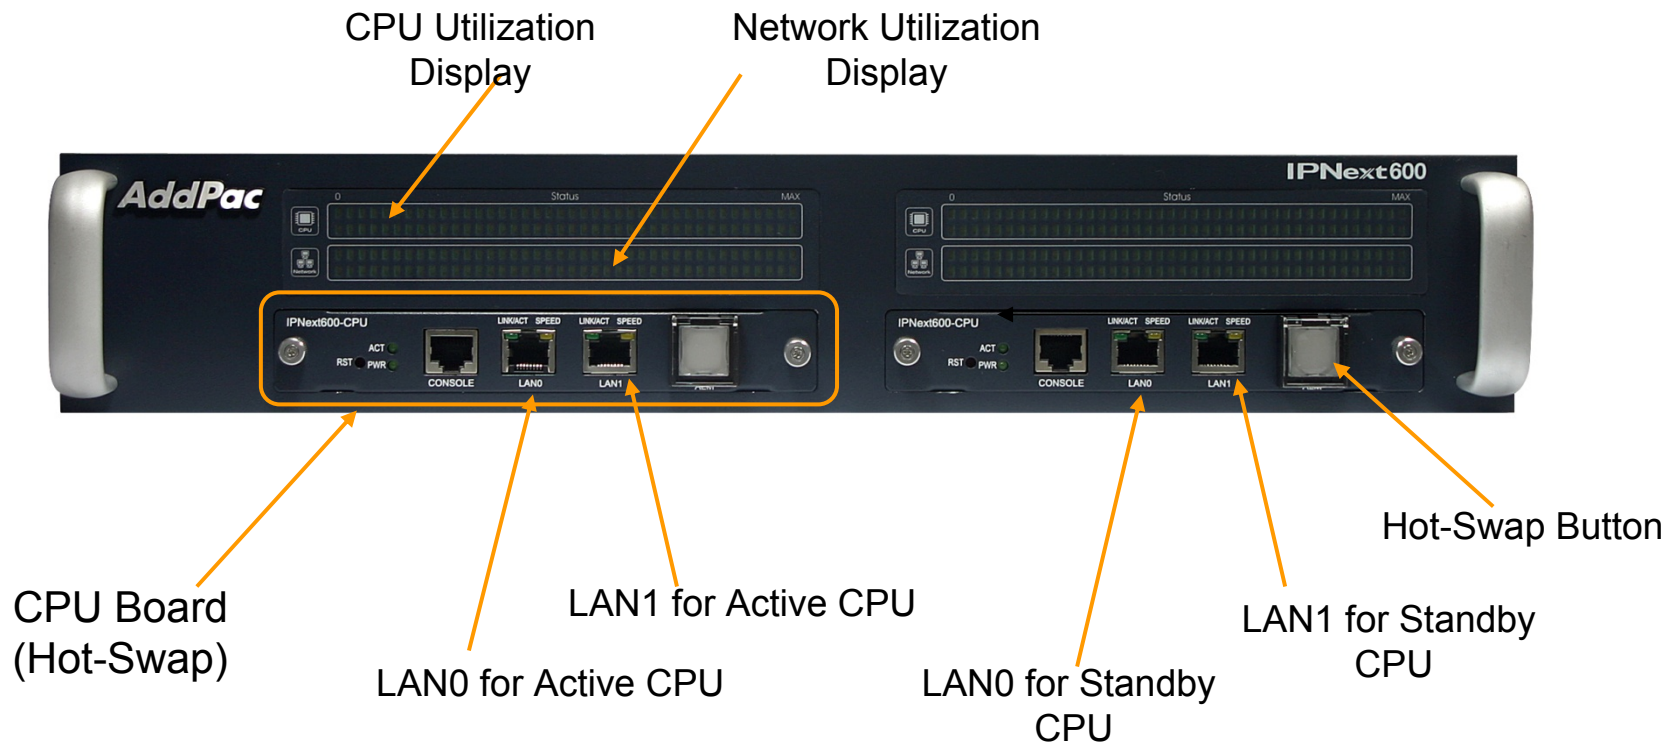 CPU Utilization
Display
Network Utilization
Display
AddPac
IPNext600
0 Status MAX
CPU
Network
0 Status MAX
CPU
Network
IPNext600-CPU
LINK/ACT SPEED
LINK/ACT SPEED
ACT
RST PWR
CONSOLE
LAN0
LAN1
IPNext600-CPU
LINK/ACT SPEED
LINK/ACT SPEED
ACT
RST PWR
CONSOLE
LAN0
LAN1
Hot-Swap Button
CPU Board
(Hot-Swap)
LAN1 for Active CPU
LAN0 for Active CPU
LAN1 for Standby
CPU
LAN0 for Standby
CPU